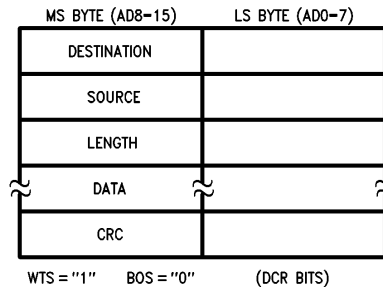 MS BYTE (AD8-15) LS BYTE (AD0-7)
DESTINATION
SOURCE
LENGTH
DATA
CRC
WTS = "1" BOS = "0" (DCR BITS)